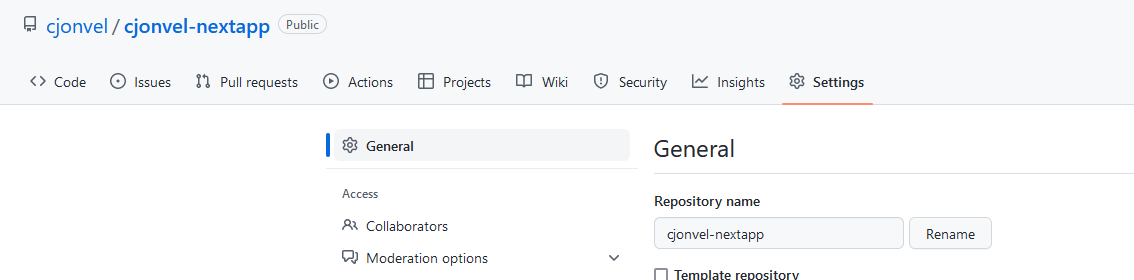 cjonvel / cjonvel-nextapp Public
Code Issues Pull requests Actions Projects Wiki Security Insights Settings
General
Access
Collaborators
Moderation options
General
Repository name
cjonvel-nextapp Rename
Template repository